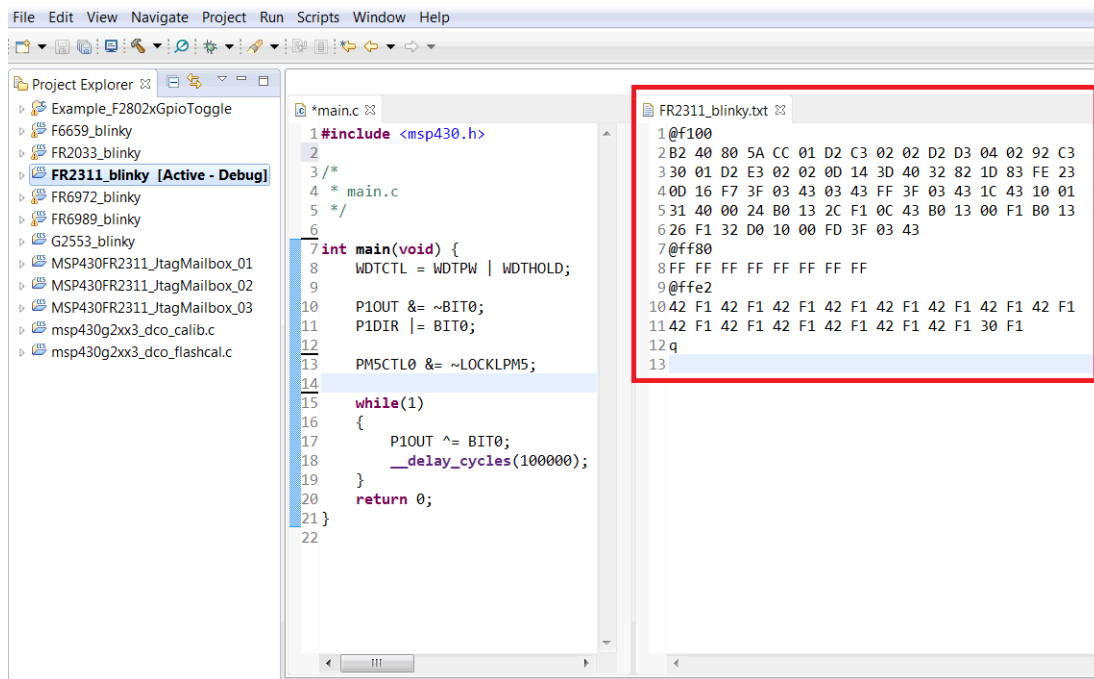 File Edit View Navigate Project Run Scripts Window Help
Project Explorer
Example_F2802xGpioToggle
F6659_blinky
FR2033_blinky
FR2311_blinky [Active - Debug]
FR6972_blinky
FR6989_blinky
G2553_blinky
MSP430FR2311_JtagMailbox_01
MSP430FR2311_JtagMailbox_02
MSP430FR2311_JtagMailbox_03
msp430g2xx3_dco_calib.c
msp430g2xx3_dco_flashcal.c
*main.c
1 #include <msp430.h>
2
3 /*
4  * main.c
5  */
6
7 int main(void) {
8     WDTCTL = WDTPW | WDTHOLD;
9
10     P1OUT &= ~BIT0;
11     P1DIR |= BIT0;
12
13     PM5CTL0 &= ~LOCKLPM5;
14
15     while(1)
16     {
17         P1OUT ^= BIT0;
18         __delay_cycles(100000);
19     }
20     return 0;
21 }
22
FR2311_blinky.txt
1 @f100
2 B2 40 80 5A CC 01 D2 C3 02 02 D2 D3 04 02 92 C3
3 30 01 D2 E3 02 02 0D 14 3D 40 32 82 1D 83 FE 23
4 0D 16 F7 3F 03 43 03 43 FF 3F 03 43 1C 43 10 01
5 31 40 00 24 B0 13 2C F1 0C 43 B0 13 00 F1 B0 13
6 26 F1 32 D0 10 00 FD 3F 03 43
7 @ff80
8 FF FF FF FF FF FF FF FF
9 @ffe2
10 42 F1 42 F1 42 F1 42 F1 42 F1 42 F1 42 F1 42 F1
11 42 F1 42 F1 42 F1 42 F1 42 F1 42 F1 30 F1
12 q
13